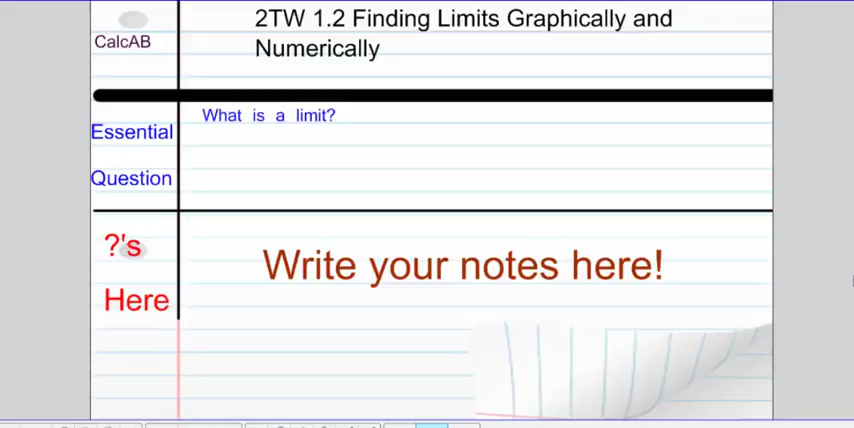 2TW 1.2 Finding Limits Graphically and
Numerically
CalcAB
What is a limit?
Essential
Question
?'s
Here
Write your notes here!